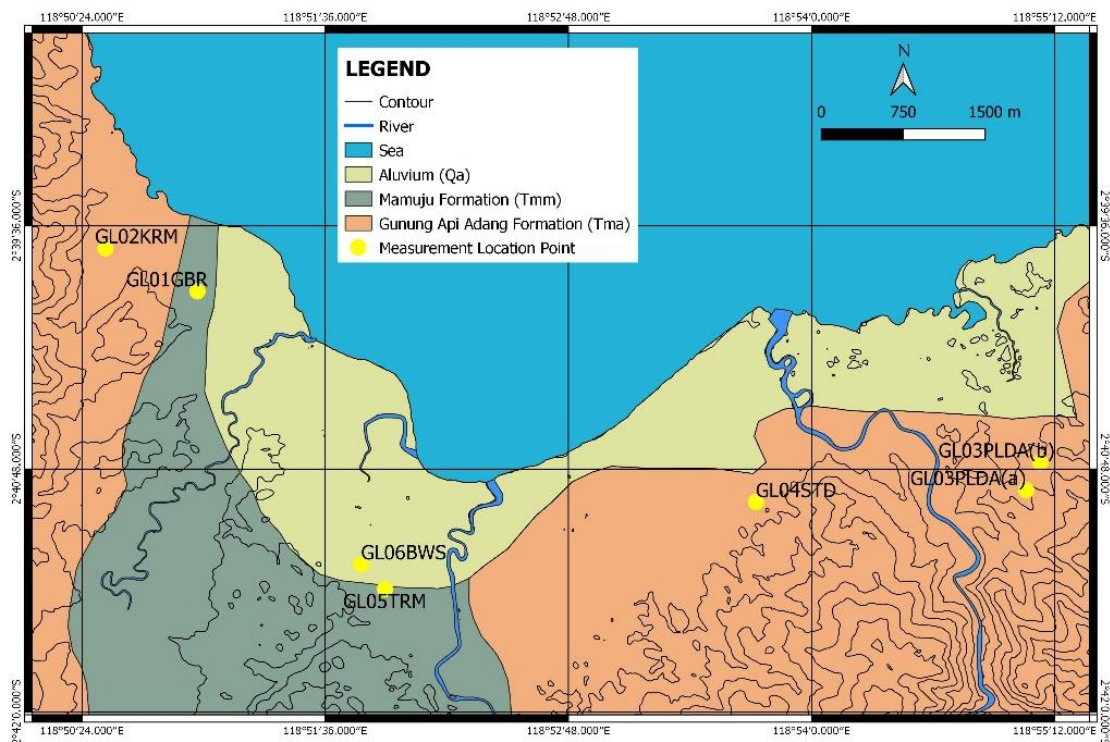 118°50'24.000"E 118°51'36.000"E 118°52'48.000"E 118°54'0.000"E 118°55'12.000"E
LEGEND
Contour
River
Sea
Aluvium (Qa)
Mamuju Formation (Tmm)
Gunung Api Adang Formation (Tma)
Measurement Location Point
N
0 750 1500 m
2°39'36.000"S 2°39'36.000"S
GL02KRM
GL01GBR
2°40'48.000"S 2°40'48.000"S
GL03PLDA(b)
GL03PLDA(a)
GL04STD
GL06BWS
GL05TRM
2°42'0.000"S 2°42'0.000"S
118°50'24.000"E 118°51'36.000"E 118°52'48.000"E 118°54'0.000"E 118°55'12.000"E